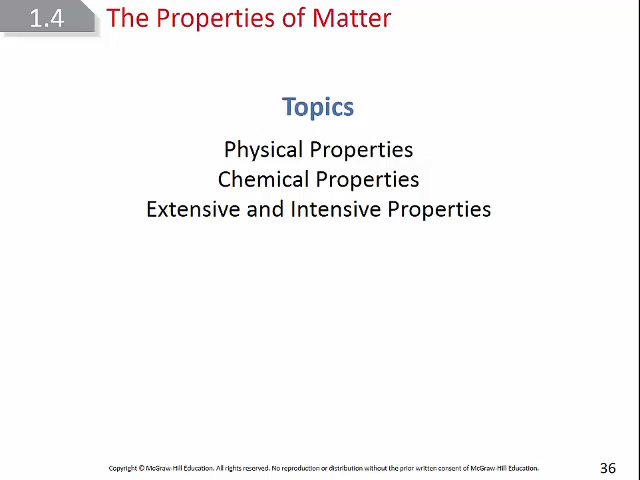 1.4 The Properties of Matter
Topics
Physical Properties
Chemical Properties
Extensive and Intensive Properties
Copyright © McGraw-Hill Education. All rights reserved. No reproduction or distribution without the prior written consent of McGraw-Hill Education.
36